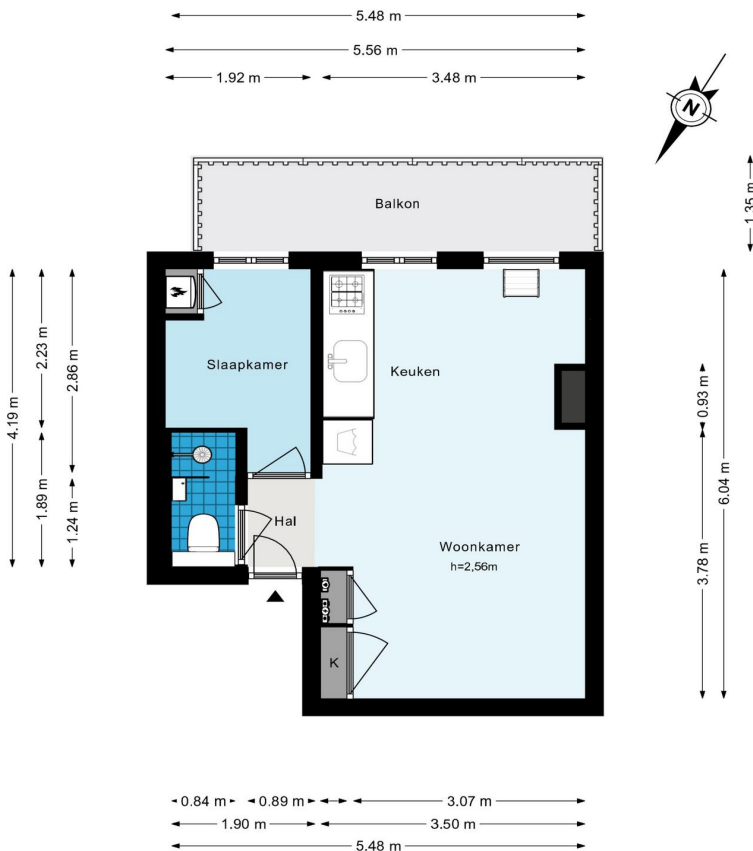 5.48 m
5.56 m
1.92 m
3.48 m
N
1.35 m
Balkon
4.19 m
2.23 m
2.86 m
Slaapkamer
Keuken
0.93 m
6.04 m
1.89 m
1.24 m
Hal
Woonkamer
h=2,56m
3.78 m
K
0.84 m
0.89 m
3.07 m
1.90 m
3.50 m
5.48 m